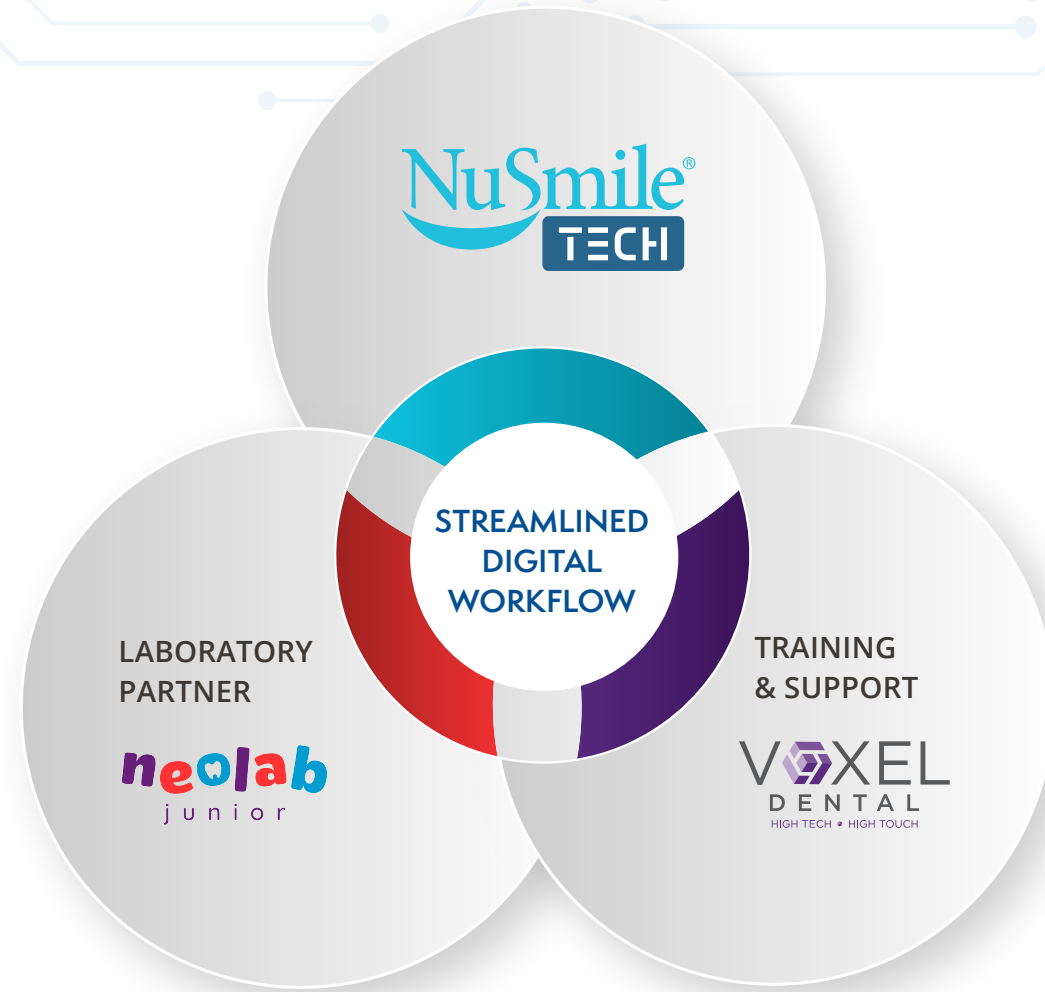 NuSmile®
TECH
STREAMLINED
DIGITAL
WORKFLOW
LABORATORY
PARTNER
neolab
junior
TRAINING
& SUPPORT
VOXEL
DENTAL
HIGH TECH • HIGH TOUCH